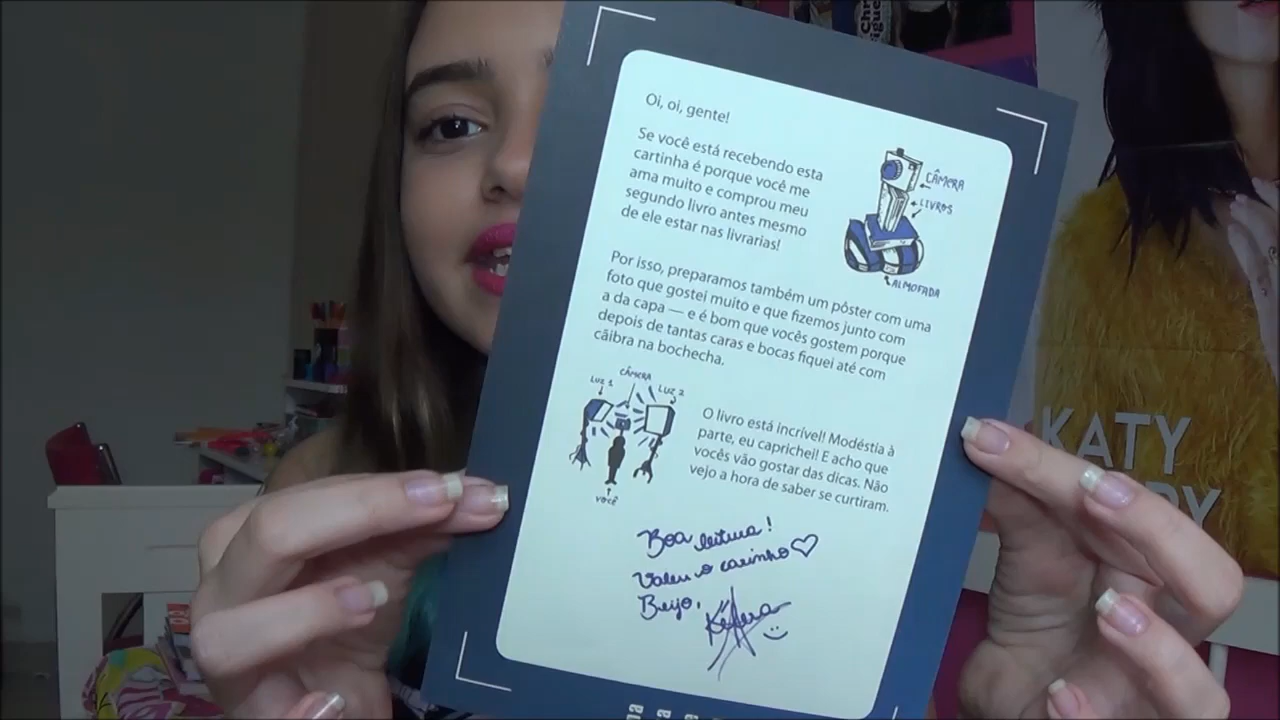 Oi, oi, gente!
Se você está recebendo esta
cartinha é porque você me
ama muito e comprou meu
segundo livro antes mesmo
de ele estar nas livrarias!
CÂMERA
LIVROS
ALMOFADA
Por isso, preparamos também um pôster com uma
foto que gostei muito e que fizemos junto com
a da capa — e é bom que vocês gostem porque
depois de tantas caras e bocas fiquei até com
cãibra na bochecha.
CÂMERA
LUZ 1
LUZ 2
VOCÊ
O livro está incrível! Modéstia à
parte, eu caprichei! E acho que
vocês vão gostar das dicas. Não
vejo a hora de saber se curtiram.
Boa leitura!
Valeu o carinho
Beijo,
Kéfera
KATY